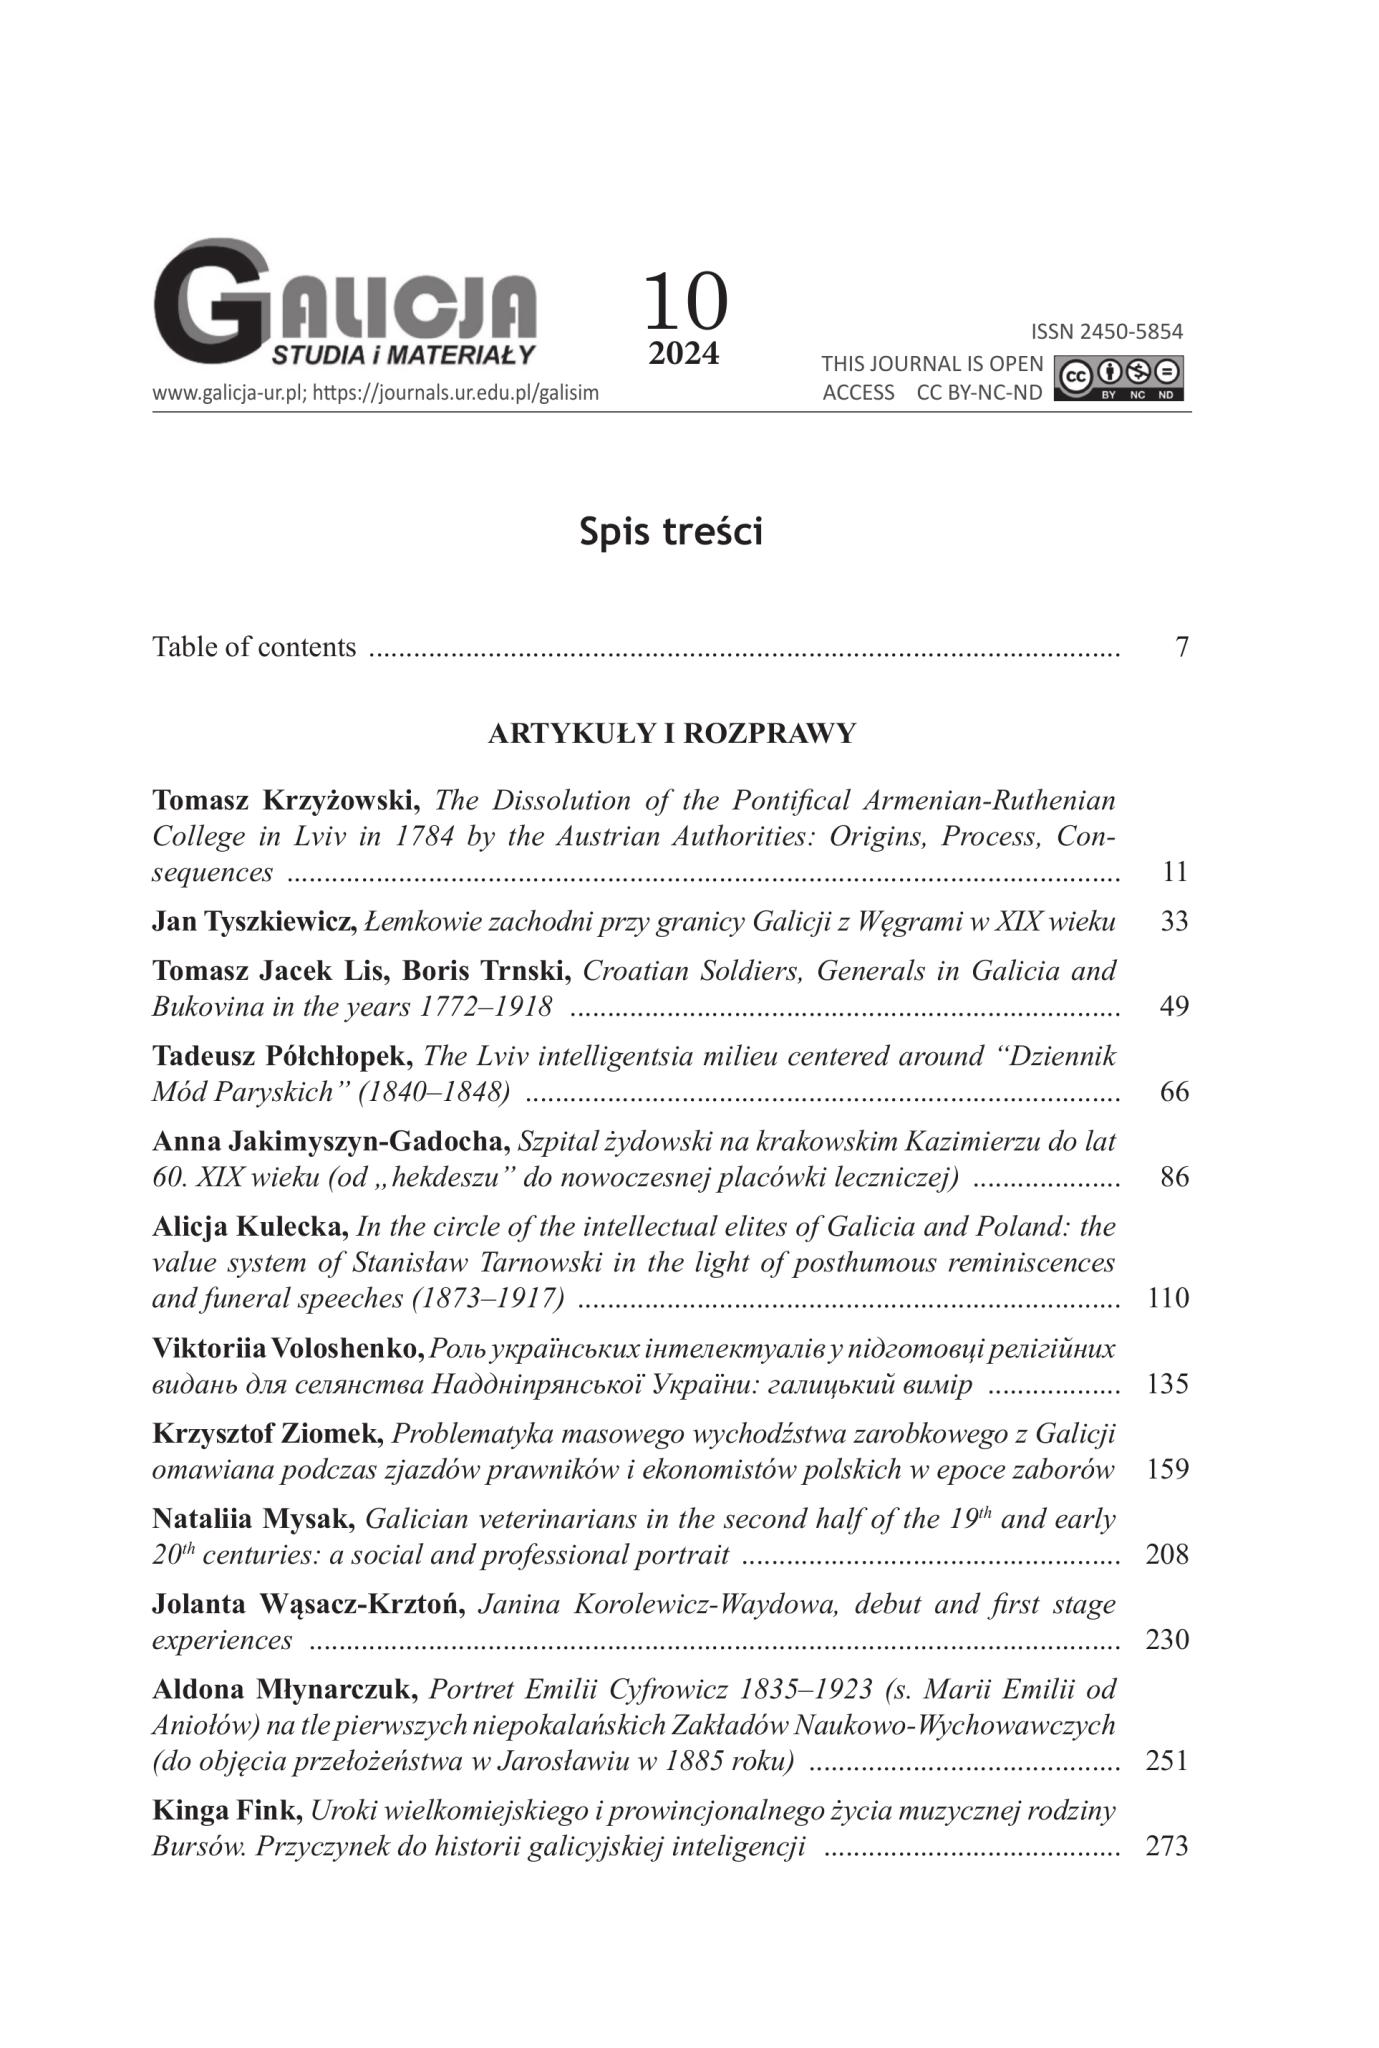 GALICJA
STUDIA i MATERIAŁY
www.galicja-ur.pl; https://journals.ur.edu.pl/galisim
10
2024
ISSN 2450-5854
THIS JOURNAL IS OPEN
ACCESS CC BY-NC-ND
cc
BY NC ND
Spis treści
Table of contents .................................................................................................... 7
ARTYKUŁY I ROZPRAWY
Tomasz Krzyżowski, The Dissolution of the Pontifical Armenian-Ruthenian
College in Lviv in 1784 by the Austrian Authorities: Origins, Process, Con-
sequences ................................................................................................................ 11
Jan Tyszkiewicz, Łemkowie zachodni przy granicy Galicji z Węgrami w XIX wieku 33
Tomasz Jacek Lis, Boris Trnski, Croatian Soldiers, Generals in Galicia and
Bukovina in the years 1772–1918 .......................................................................... 49
Tadeusz Półchłopek, The Lviv intelligentsia milieu centered around “Dziennik
Mód Paryskich” (1840–1848) ................................................................................ 66
Anna Jakimyszyn-Gadocha, Szpital żydowski na krakowskim Kazimierzu do lat
60. XIX wieku (od „hekdeszu” do nowoczesnej placówki leczniczej) .................... 86
Alicja Kulecka, In the circle of the intellectual elites of Galicia and Poland: the
value system of Stanisław Tarnowski in the light of posthumous reminiscences
and funeral speeches (1873–1917) ......................................................................... 110
Viktoriia Voloshenko, Роль українських інтелектуалів у підготовці релігійних
видань для селянства Наддніпрянської України: галицький вимір .................. 135
Krzysztof Ziomek, Problematyka masowego wychodźstwa zarobkowego z Galicji
omawiana podczas zjazdów prawników i ekonomistów polskich w epoce zaborów 159
Nataliia Mysak, Galician veterinarians in the second half of the 19th and early
20th centuries: a social and professional portrait ................................................... 208
Jolanta Wąsacz-Krztoń, Janina Korolewicz-Waydowa, debut and first stage
experiences ............................................................................................................. 230
Aldona Młynarczuk, Portret Emilii Cyfrowicz 1835–1923 (s. Marii Emilii od
Aniołów) na tle pierwszych niepokalańskich Zakładów Naukowo-Wychowawczych
(do objęcia przełożeństwa w Jarosławiu w 1885 roku) .......................................... 251
Kinga Fink, Uroki wielkomiejskiego i prowincjonalnego życia muzycznej rodziny
Bursów. Przyczynek do historii galicyjskiej inteligencji ........................................ 273